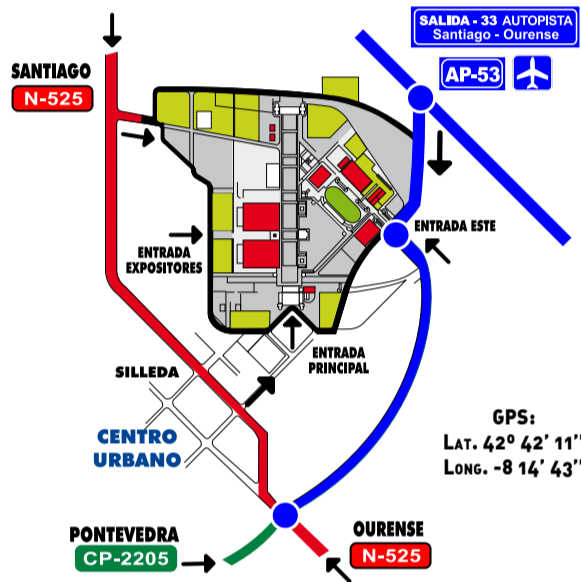 SALIDA - 33 AUTOPISTA
Santiago - Ourense
AP-53
SANTIAGO
N-525
ENTRADA ESTE
ENTRADA
EXPOSITORES
ENTRADA
PRINCIPAL
SILLEDA
CENTRO
URBANO
GPS:
LAT. 42º 42' 11''
LONG. -8 14' 43''
PONTEVEDRA
CP-2205
OURENSE
N-525